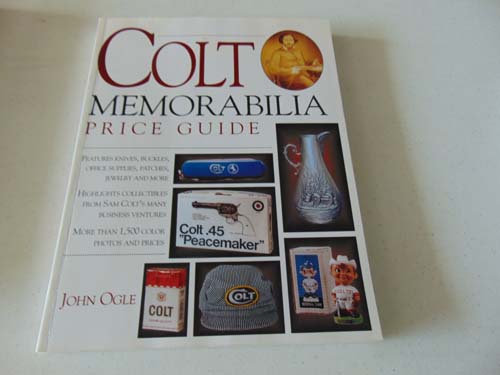 COLT
MEMORABILIA
PRICE GUIDE
FEATURES KNIVES, BUCKLES,
OFFICE SUPPLIES, PATCHES,
JEWELRY AND MORE
HIGHLIGHTS COLLECTIBLES
FROM SAM COLT'S MANY
BUSINESS VENTURES
MORE THAN 1,500 COLOR
PHOTOS AND PRICES
COLT
Colt .45
"Peacemaker"
COLT
COLT
JOHN OGLE